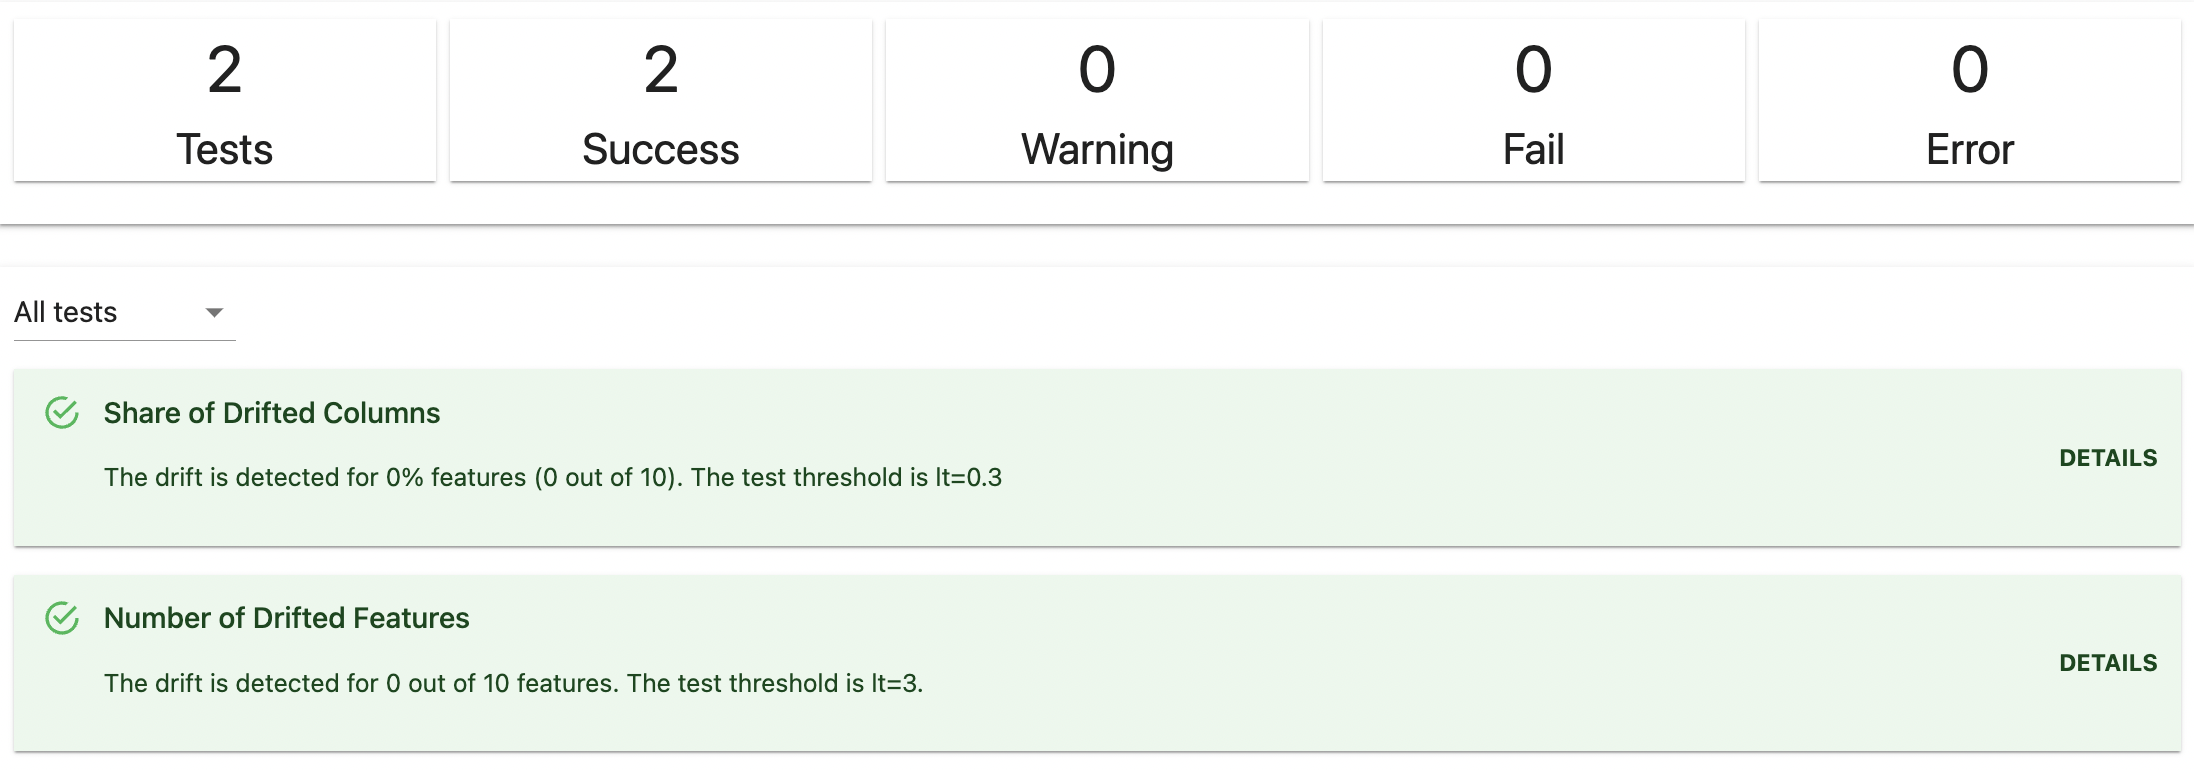 2
Tests
2
Success
0
Warning
0
Fail
0
Error
All tests
Share of Drifted Columns
The drift is detected for 0% features (0 out of 10). The test threshold is lt=0.3
DETAILS
Number of Drifted Features
The drift is detected for 0 out of 10 features. The test threshold is lt=3.
DETAILS